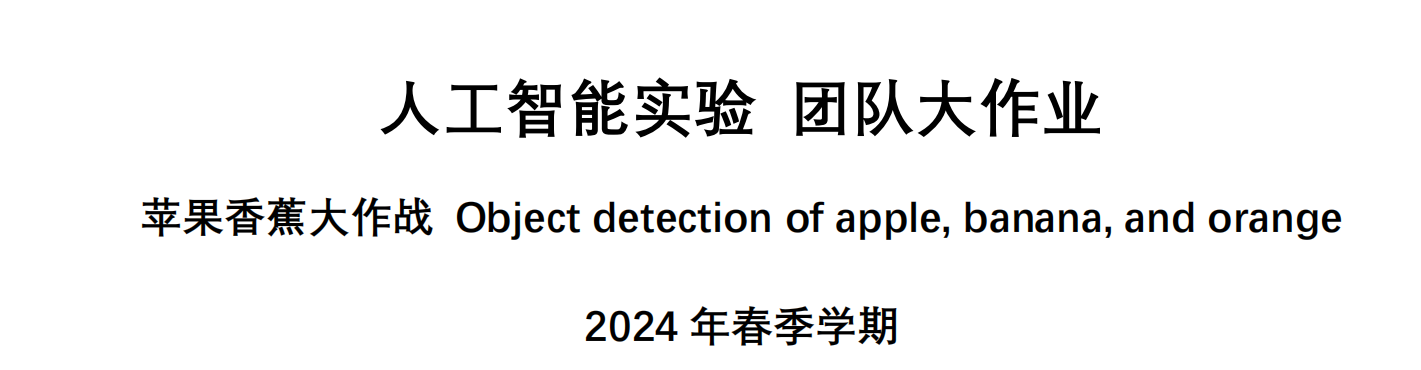 人工智能实验 团队大作业
苹果香蕉大作战 Object detection of apple, banana, and orange
2024 年春季学期